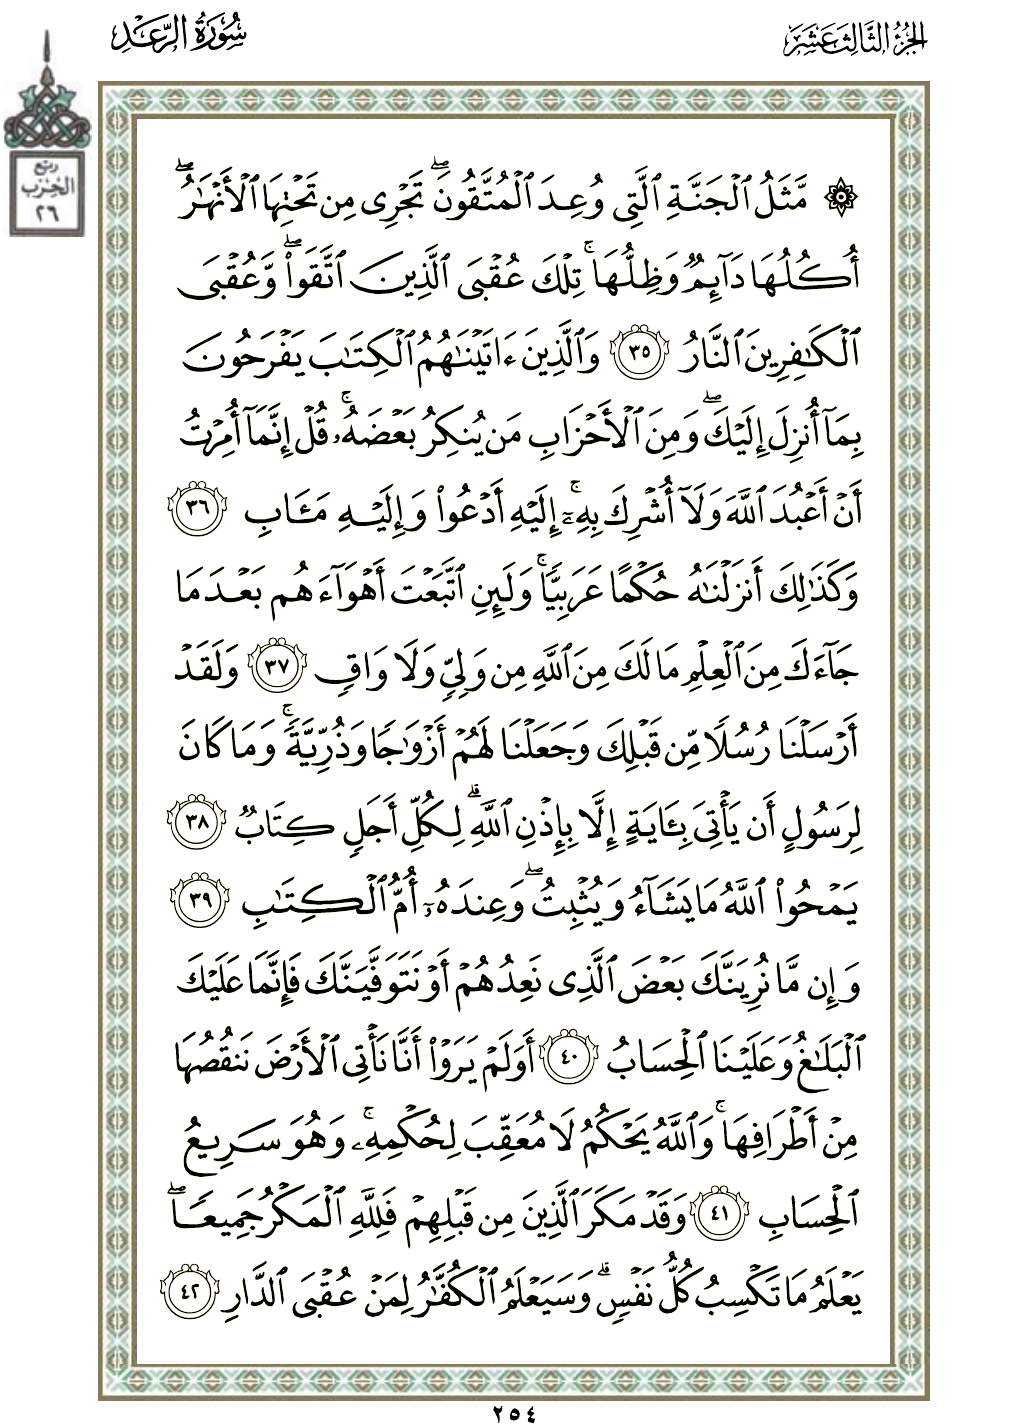 الجزء الثالث عشر
سُورَةُ الرَّعْدِ
ربع
الحزب
٢٦
۞ مَّثَلُ ٱلْجَنَّةِ ٱلَّتِى وُعِدَ ٱلْمُتَّقُونَ ۖ تَجْرِى مِن تَحْتِهَا ٱلْأَنْهَـٰرُ ۖ
أُكُلُهَا دَآئِمٌ وَظِلُّهَا ۚ تِلْكَ عُقْبَى ٱلَّذِينَ ٱتَّقَوا۟ ۖ وَّعُقْبَى
ٱلْكَـٰفِرِينَ ٱلنَّارُ ٣٥ وَٱلَّذِينَ ءَاتَيْنَـٰهُمُ ٱلْكِتَـٰبَ يَفْرَحُونَ
بِمَآ أُنزِلَ إِلَيْكَ ۖ وَمِنَ ٱلْأَحْزَابِ مَن يُنكِرُ بَعْضَهُۥ ۚ قُلْ إِنَّمَآ أُمِرْتُ
أَنْ أَعْبُدَ ٱللَّهَ وَلَآ أُشْرِكَ بِهِۦٓ ۚ إِلَيْهِ أَدْعُوا۟ وَإِلَيْهِ مَـَٔابِ ٣٦
وَكَذَٰلِكَ أَنزَلْنَـٰهُ حُكْمًا عَرَبِيًّا ۚ وَلَئِنِ ٱتَّبَعْتَ أَهْوَآءَهُم بَعْدَمَا
جَآءَكَ مِنَ ٱلْعِلْمِ مَا لَكَ مِنَ ٱللَّهِ مِن وَلِىٍّ وَلَا وَاقٍ ٣٧ وَلَقَدْ
أَرْسَلْنَا رُسُلًا مِّن قَبْلِكَ وَجَعَلْنَا لَهُمْ أَزْوَٰجًا وَذُرِّيَّةً ۚ وَمَا كَانَ
لِرَسُولٍ أَن يَأْتِىَ بِـَٔايَةٍ إِلَّا بِإِذْنِ ٱللَّهِ ۗ لِكُلِّ أَجَلٍ كِتَابٌ ٣٨
يَمْحُوا۟ ٱللَّهُ مَا يَشَآءُ وَيُثْبِتُ ۖ وَعِندَهُۥٓ أُمُّ ٱلْكِتَـٰبِ ٣٩
وَإِن مَّا نُرِيَنَّكَ بَعْضَ ٱلَّذِى نَعِدُهُمْ أَوْ نَتَوَفَّيَنَّكَ فَإِنَّمَا عَلَيْكَ
ٱلْبَلَـٰغُ وَعَلَيْنَا ٱلْحِسَابُ ٤٠ أَوَلَمْ يَرَوْا۟ أَنَّا نَأْتِى ٱلْأَرْضَ نَنقُصُهَا
مِنْ أَطْرَافِهَا ۚ وَٱللَّهُ يَحْكُمُ لَا مُعَقِّبَ لِحُكْمِهِۦ ۚ وَهُوَ سَرِيعُ
ٱلْحِسَابِ ٤١ وَقَدْ مَكَرَ ٱلَّذِينَ مِن قَبْلِهِمْ فَلِلَّهِ ٱلْمَكْرُ جَمِيعًا ۖ
يَعْلَمُ مَا تَكْسِبُ كُلُّ نَفْسٍ ۗ وَسَيَعْلَمُ ٱلْكُفَّـٰرُ لِمَنْ عُقْبَى ٱلدَّارِ ٤٢
٢٥٤